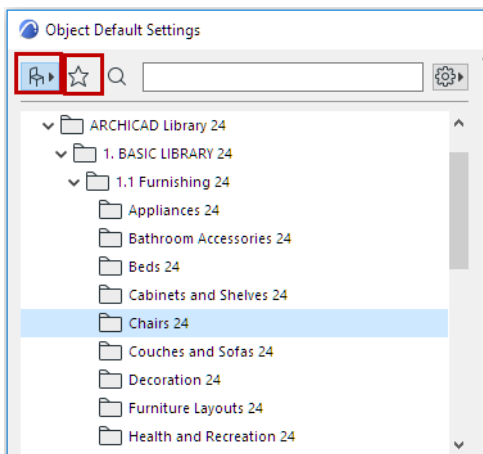 Object Default Settings
ARCHICAD Library 24
1. BASIC LIBRARY 24
1.1 Furnishing 24
Appliances 24
Bathroom Accessories 24
Beds 24
Cabinets and Shelves 24
Chairs 24
Couches and Sofas 24
Decoration 24
Furniture Layouts 24
Health and Recreation 24